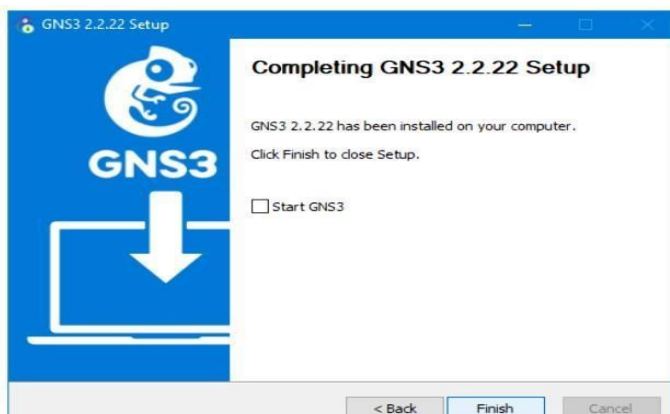 GNS3 2.2.22 Setup
GNS3
Completing GNS3 2.2.22 Setup
GNS3 2.2.22 has been installed on your computer.
Click Finish to close Setup.
Start GNS3
< Back
Finish
Cancel